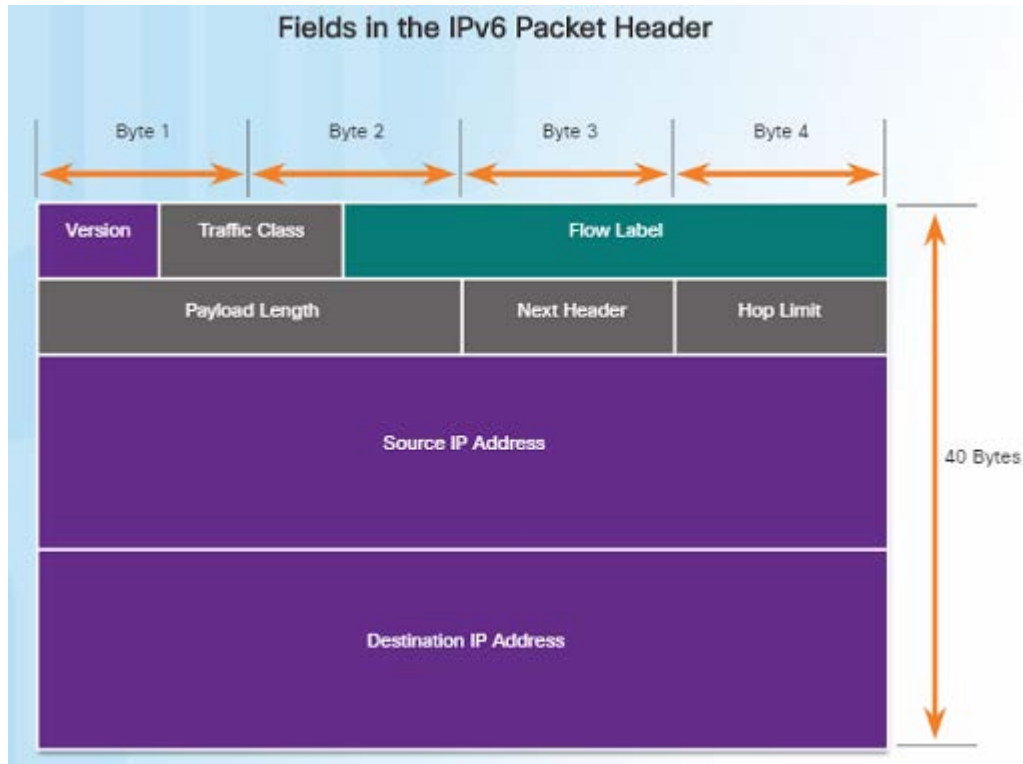 Fields in the IPv6 Packet Header
Byte 1 Byte 2 Byte 3 Byte 4
Version Traffic Class Flow Label
Payload Length Next Header Hop Limit
Source IP Address
40 Bytes
Destination IP Address